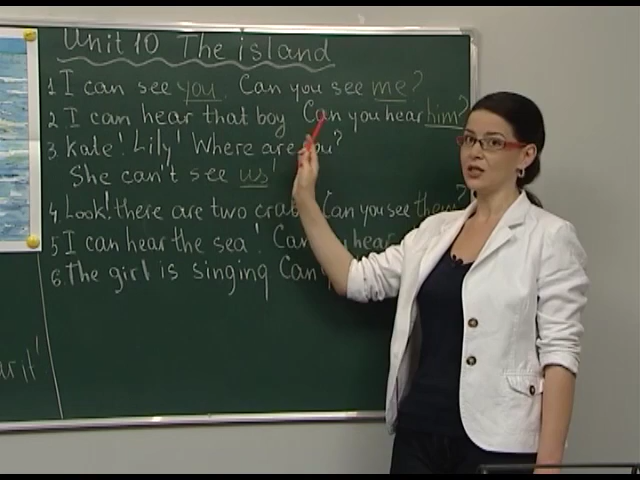 Unit 10 The island
1 I can see you. Can you see me?
2. I can hear that boy Can you hear him?
3. Kate! Lily! Where are you?
She can't see us!
4 Look! there are two crabs Can you see them?
5 I can hear the sea! Can hear
6. The girl is singing Can